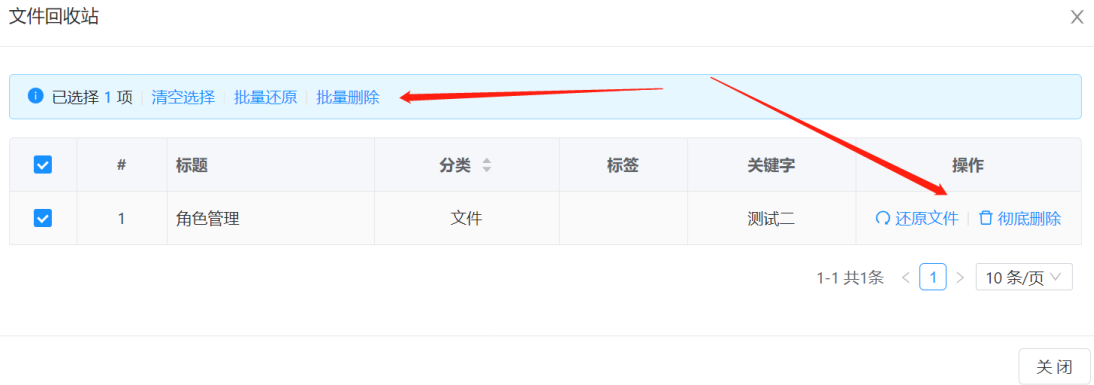 文件回收站
已选择 1 项 清空选择 批量还原 批量删除
# 标题 分类 标签 关键字 操作
1 角色管理 文件 测试二 还原文件 彻底删除
1-1 共1条 < 1 > 10 条/页
关 闭